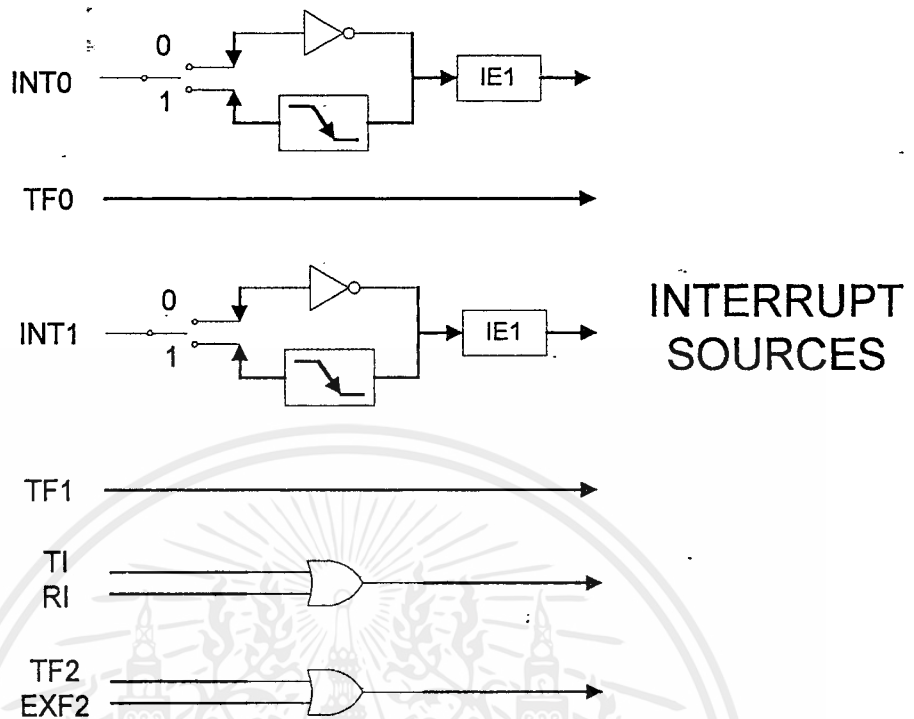 0
INT0
1
IE1
TF0
0
INT1
1
IE1
INTERRUPT
SOURCES
TF1
TI
RI
TF2
EXF2